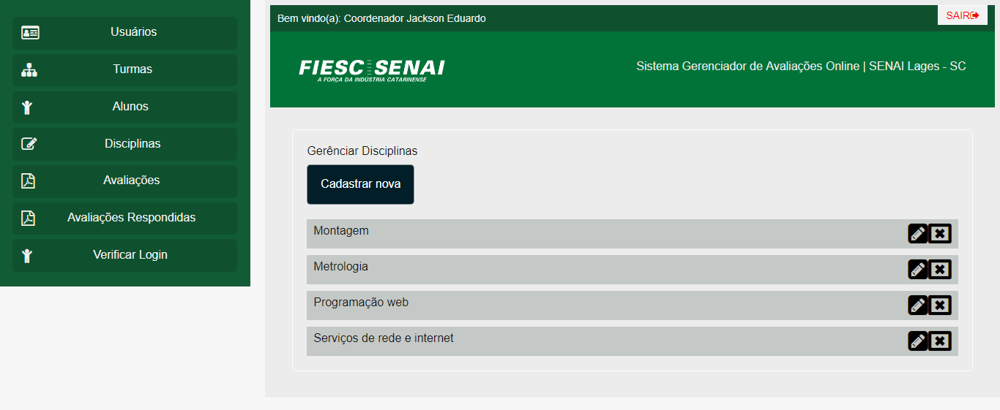 Usuários
Turmas
Alunos
Disciplinas
Avaliações
Avaliações Respondidas
Verificar Login
Bem vindo(a): Coordenador Jackson Eduardo
SAIR
FIESC SENAI
A FORÇA DA INDÚSTRIA CATARINENSE
Sistema Gerenciador de Avaliações Online | SENAI Lages - SC
Gerênciar Disciplinas
Cadastrar nova
Montagem
Metrologia
Programação web
Serviços de rede e internet